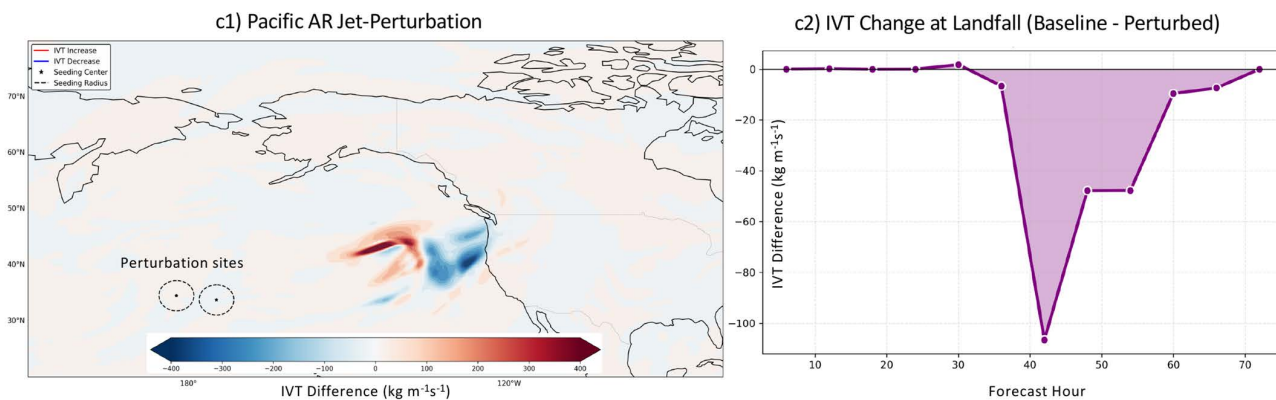 c1) Pacific AR Jet-Perturbation
IVT Increase
IVT Decrease
Seeding Center
Seeding Radius
70°N
60°N
50°N
40°N
30°N
Perturbation sites
−400 −300 −200 −100 0 100 200 300 400
180° 120°W
IVT Difference (kg m⁻¹s⁻¹)
c2) IVT Change at Landfall (Baseline - Perturbed)
IVT Difference (kg m⁻¹s⁻¹)
0
−20
−40
−60
−80
−100
10 20 30 40 50 60 70
Forecast Hour